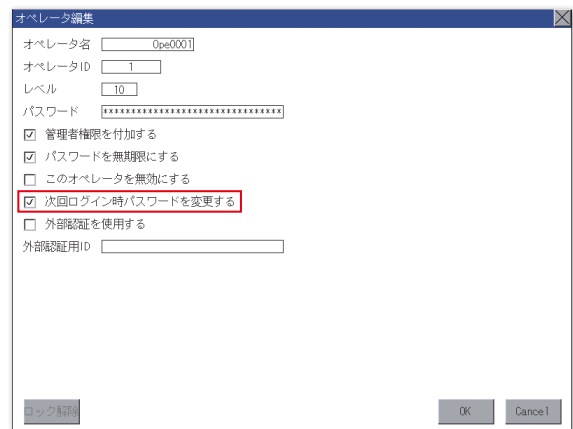 オペレータ編集
オペレータ名 Ope0001
オペレータID 1
レベル 10
パスワード ********************************
管理者権限を付加する
パスワードを無期限にする
このオペレータを無効にする
次回ログイン時パスワードを変更する
外部認証を使用する
外部認証用ID
ロック解除 OK Cancel